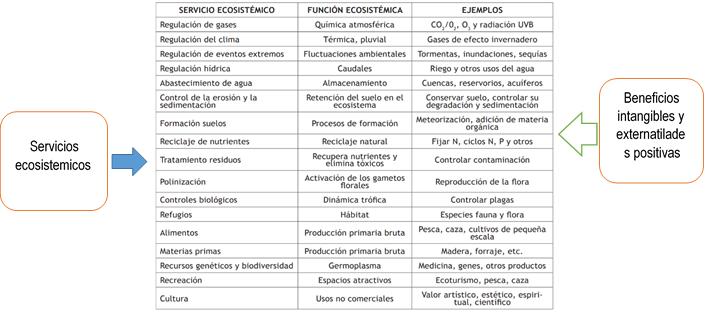 SERVICIO ECOSISTÉMICO FUNCIÓN ECOSISTÉMICA EJEMPLOS
Regulación de gases Química atmosférica CO2/02, O3 y radiación UVB
Regulación del clima Térmica, pluvial Gases de efecto invernadero
Regulación de eventos extremos Fluctuaciones ambientales Tormentas, inundaciones, sequías
Regulación hídrica Caudales Riego y otros usos del agua
Abastecimiento de agua Almacenamiento Cuencas, reservorios, acuíferos
Control de la erosión y la Retención del suelo en el Conservar suelo, controlar su
sedimentación ecosistema degradación y sedimentación
Formación suelos Procesos de formación Meteorización, adición de materia
orgánica
Reciclaje de nutrientes Reciclaje natural Fijar N, ciclos N, P y otros
Tratamiento residuos Recupera nutrientes y Controlar contaminación
elimina tóxicos
Polinización Activación de los gametos Reproducción de la flora
florales
Controles biológicos Dinámica trófica Controlar plagas
Refugios Hábitat Especies fauna y flora
Alimentos Producción primaria bruta Pesca, caza, cultivos de pequeña
escala
Materias primas Producción primaria bruta Madera, forraje, etc.
Recursos genéticos y biodiversidad Germoplasma Medicina, genes, otros productos
Recreación Espacios atractivos Ecoturismo, pesca, caza
Cultura Usos no comerciales Valor artístico, estético, espiri-
tual, científico
Servicios
ecosistemicos
Beneficios
intangibles y
externatilade
s positivas